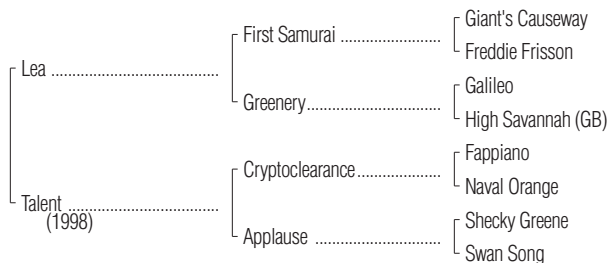 Giant's Causeway
First Samurai ....................
Freddie Frisson
Lea ..................................
Galileo
Greenery........................
High Savannah (GB)
Fappiano
Cryptoclearance................
Naval Orange
Talent ..............................
(1998)
Shecky Greene
Applause .........................
Swan Song